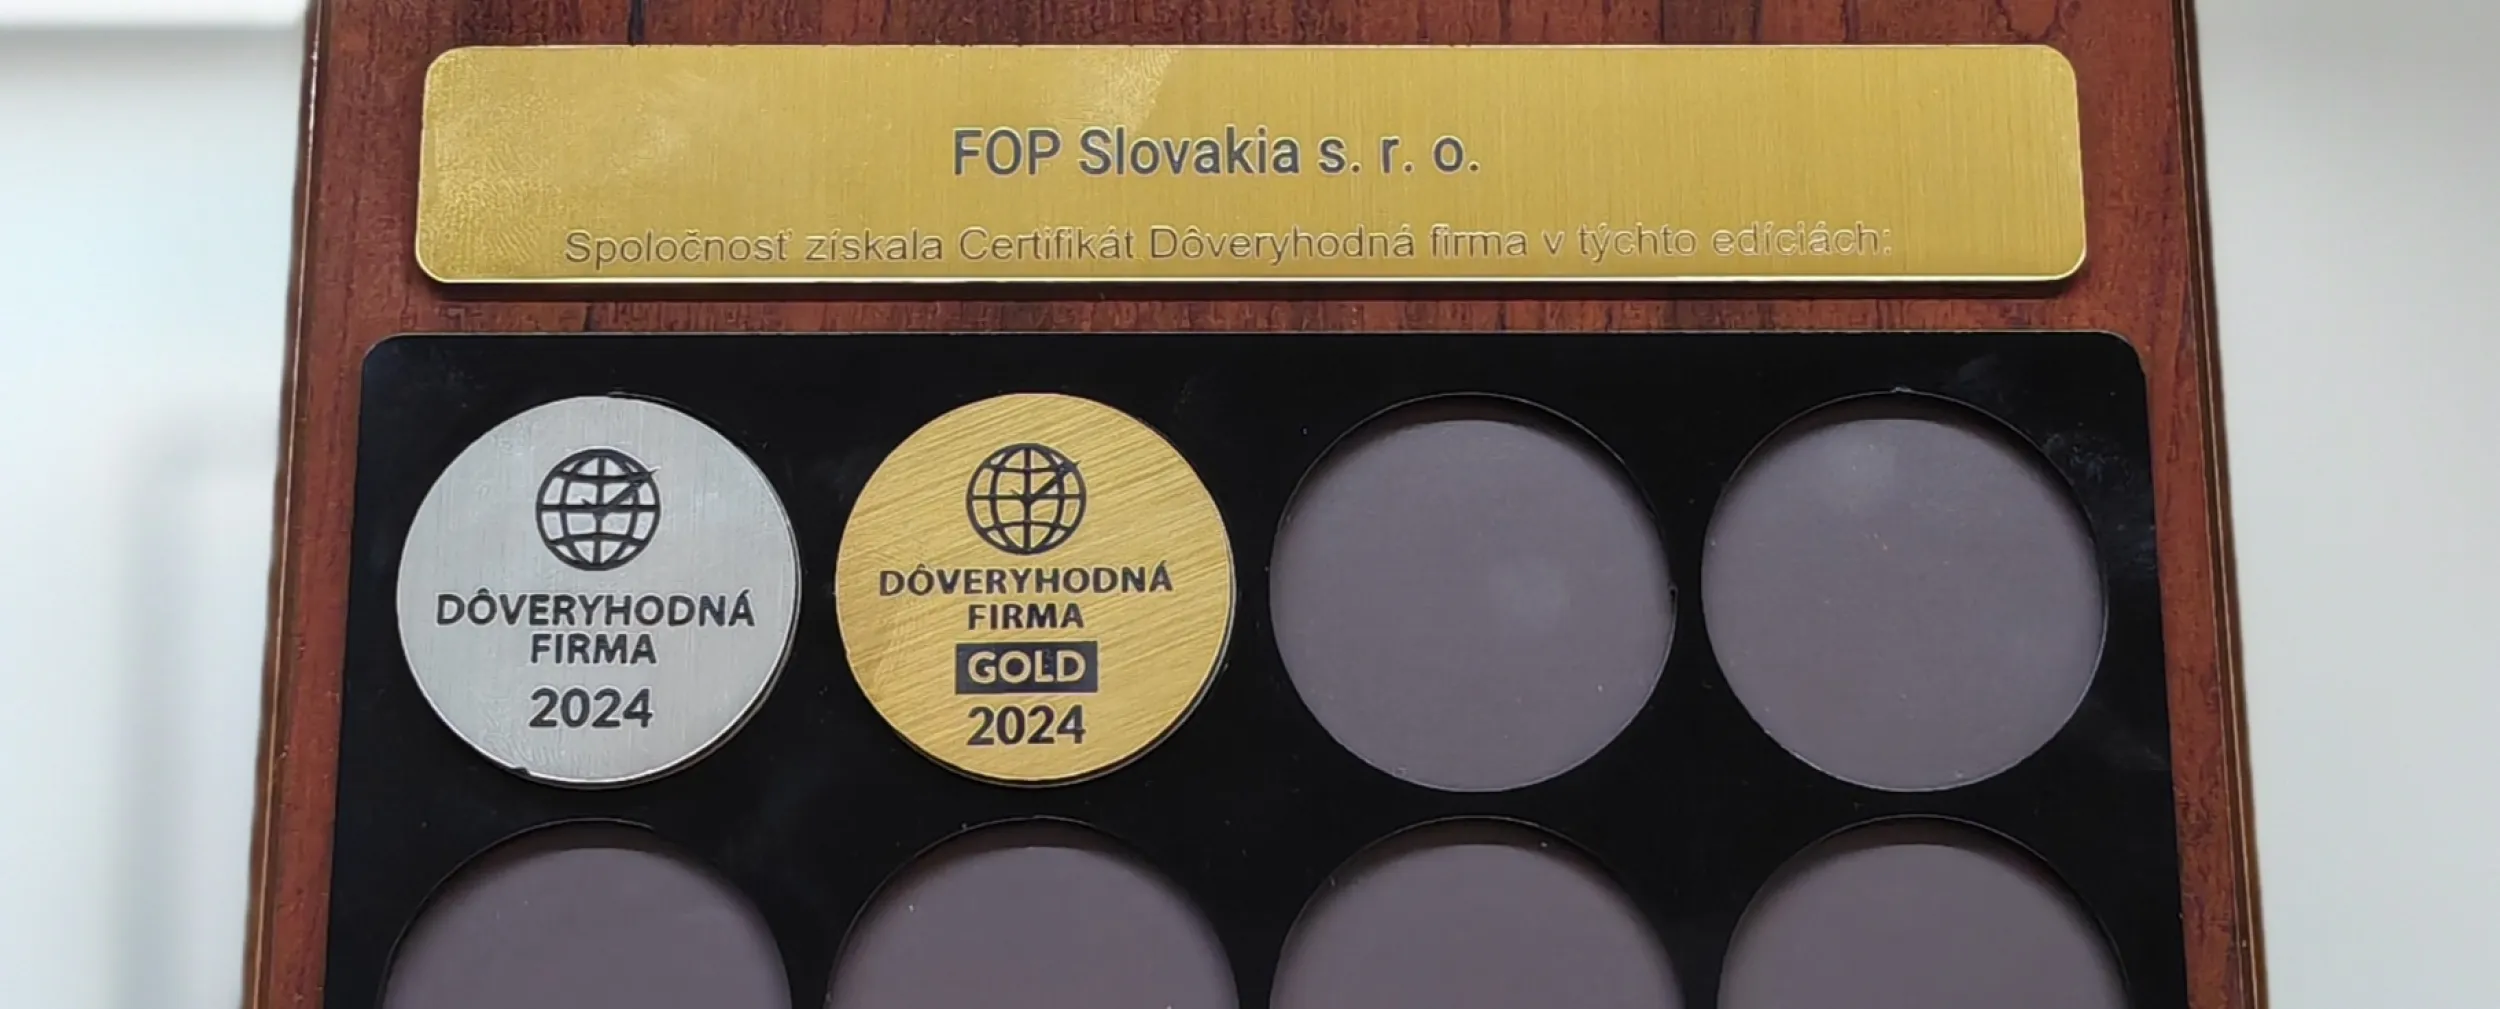 FOP Slovakia s. r. o.
Spoločnosť získala Certifikát Dôveryhodná firma v týchto edíciách:
DÔVERYHODNÁ
FIRMA
2024
DÔVERYHODNÁ
FIRMA
GOLD
2024